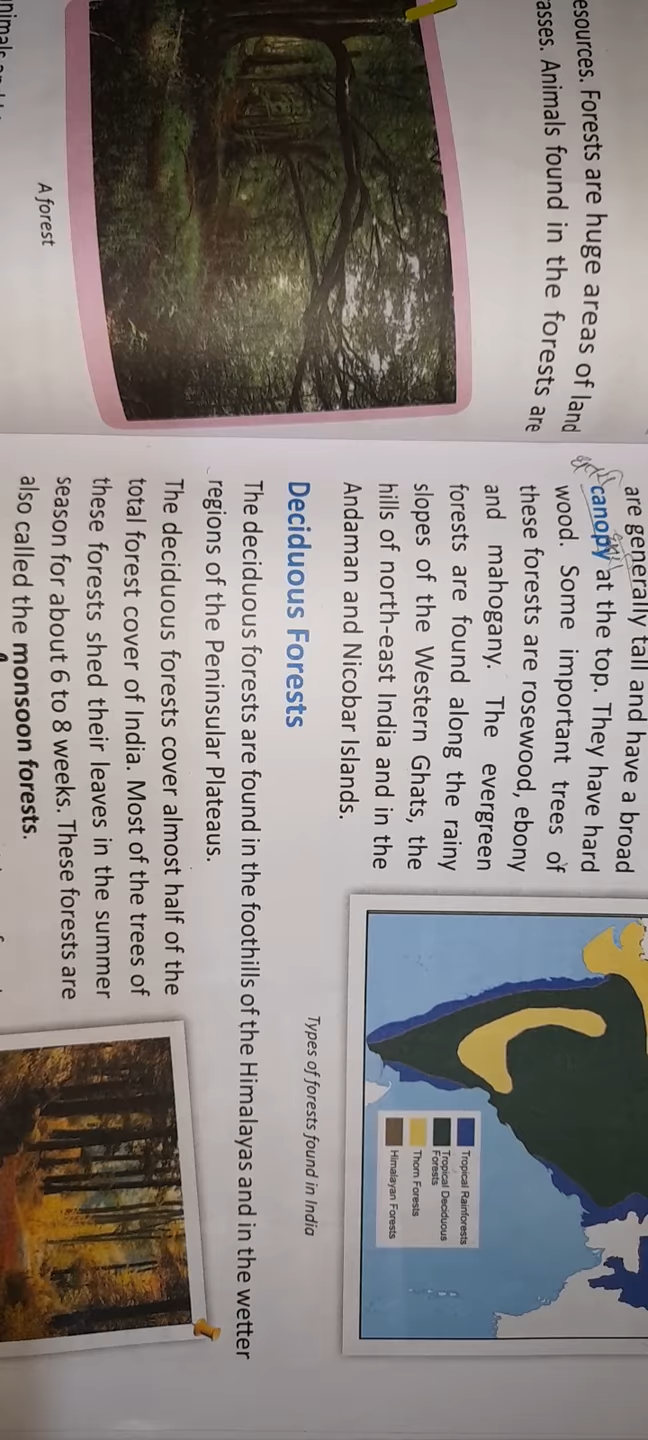 esources. Forests are huge areas of land
asses. Animals found in the forests are
A forest
are generally tall and have a broad
canopy at the top. They have hard
wood. Some important trees of
these forests are rosewood, ebony
and mahogany. The evergreen
forests are found along the rainy
slopes of the Western Ghats, the
hills of north-east India and in the
Andaman and Nicobar Islands.
Tropical Rainforests
Tropical Deciduous
Forests
Thorn Forests
Himalayan Forests
Types of forests found in India
Deciduous Forests
The deciduous forests are found in the foothills of the Himalayas and in the wetter
regions of the Peninsular Plateaus.
The deciduous forests cover almost half of the
total forest cover of India. Most of the trees of
these forests shed their leaves in the summer
season for about 6 to 8 weeks. These forests are
also called the monsoon forests.